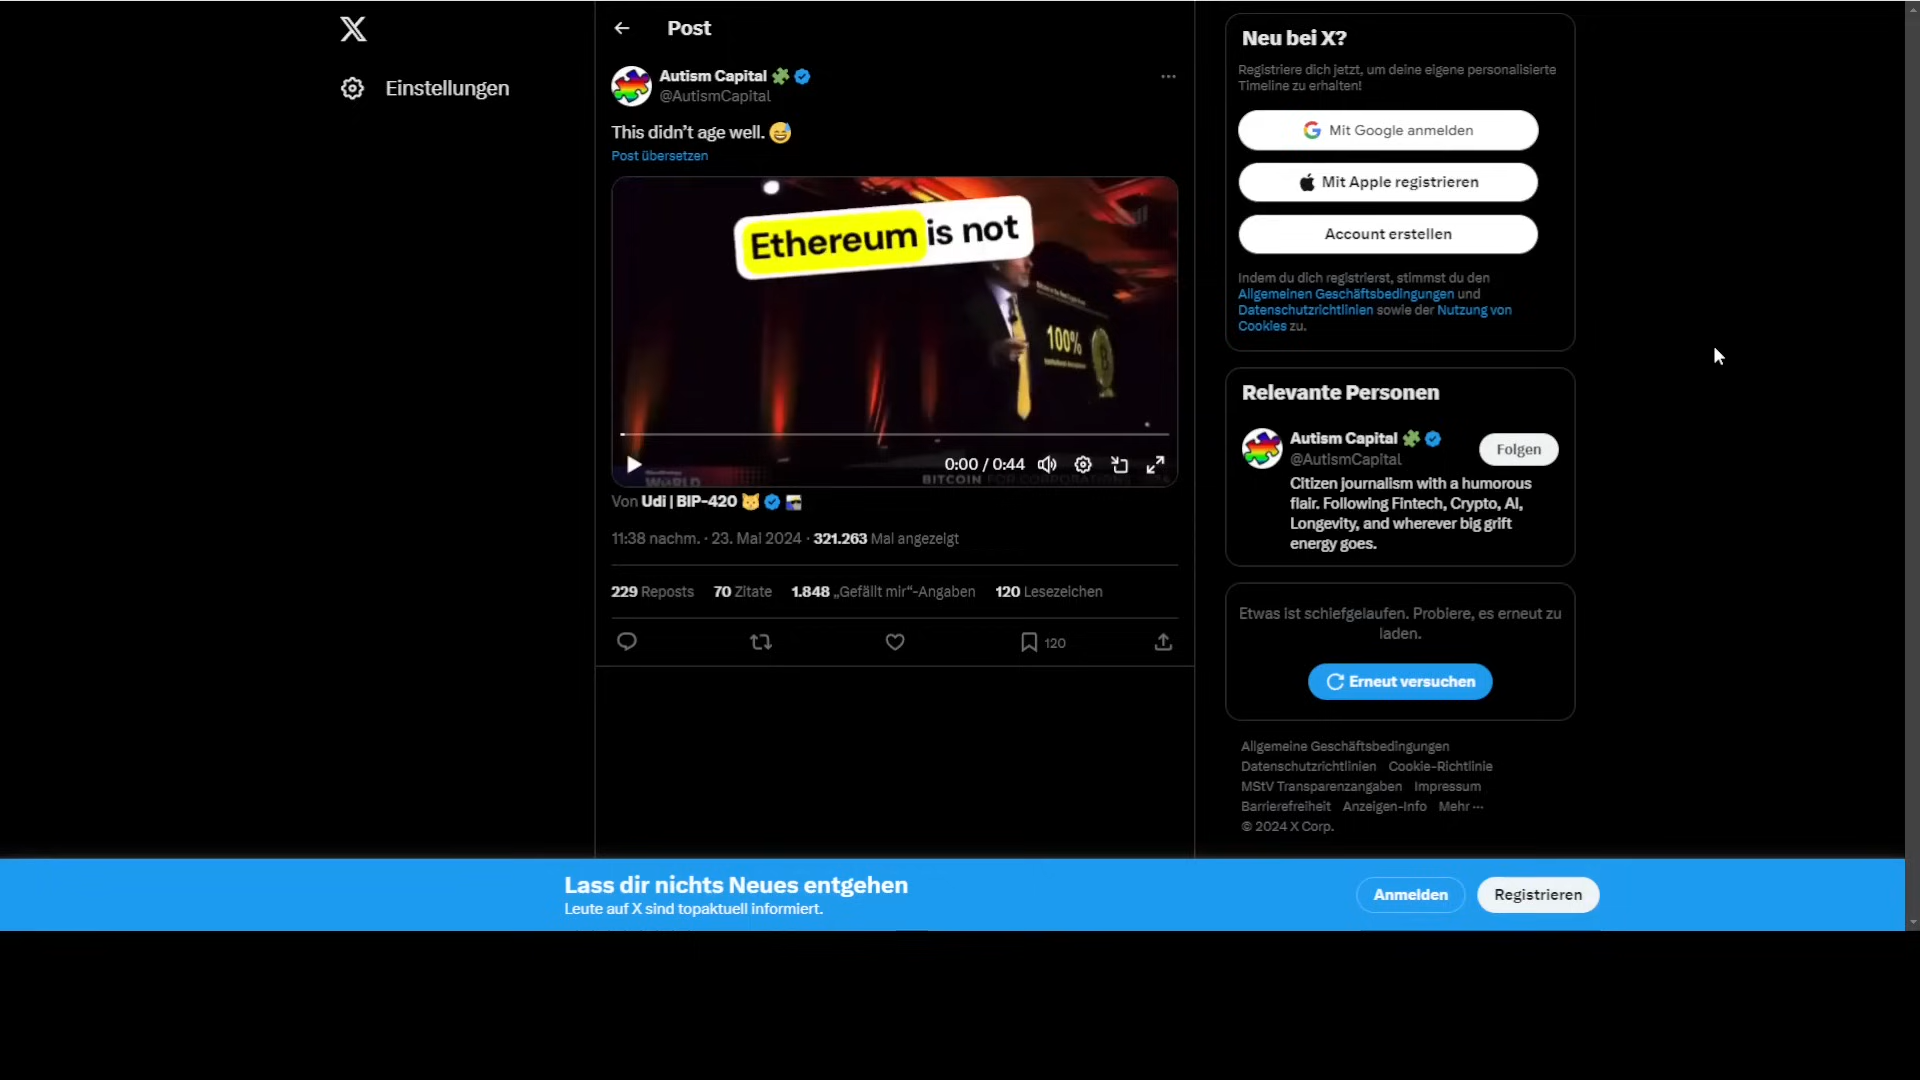 Post
Einstellungen
Autism Capital
@AutismCapital
This didn't age well.
Post übersetzen
Ethereum is not
100%
0:00 / 0:44
WORLD
BITCOIN FOR CORPORATIONS
Von Udi | BIP-420
11:38 nachm. · 23. Mai 2024 · 321.263 Mal angezeigt
229 Reposts 70 Zitate 1.848 „Gefällt mir“-Angaben 120 Lesezeichen
120
Neu bei X?
Registriere dich jetzt, um deine eigene personalisierte
Timeline zu erhalten!
Mit Google anmelden
Mit Apple registrieren
Account erstellen
Indem du dich registrierst, stimmst du den
Allgemeinen Geschäftsbedingungen und
Datenschutzrichtlinien sowie der Nutzung von
Cookies zu.
Relevante Personen
Autism Capital
@AutismCapital
Folgen
Citizen journalism with a humorous
flair. Following Fintech, Crypto, AI,
Longevity, and wherever big grift
energy goes.
Etwas ist schiefgelaufen. Probiere, es erneut zu
laden.
Erneut versuchen
Allgemeine Geschäftsbedingungen
Datenschutzrichtlinien Cookie-Richtlinie
MStV Transparenzangaben Impressum
Barrierefreiheit Anzeigen-Info Mehr ···
© 2024 X Corp.
Lass dir nichts Neues entgehen
Leute auf X sind topaktuell informiert.
Anmelden
Registrieren